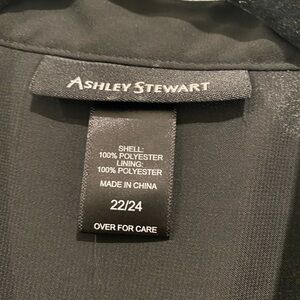 ASHLEY STEWART
SHELL:
100% POLYESTER
LINING:
100% POLYESTER
MADE IN CHINA
22/24
OVER FOR CARE